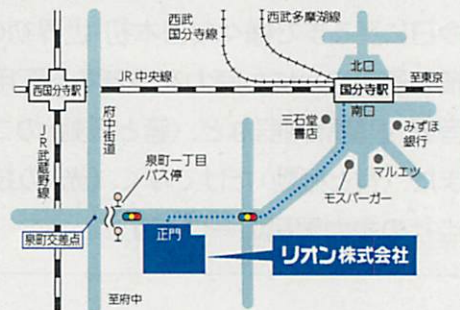 西武
国分寺線
西武多摩湖線
北口
JR中央線
至東京
西国分寺駅
国分寺駅
南口
三石堂
書店
みずほ
銀行
府中街道
JR武蔵野線
泉町一丁目
バス停
マルエツ
モスバーガー
正門
泉町交差点
リオン株式会社
至府中